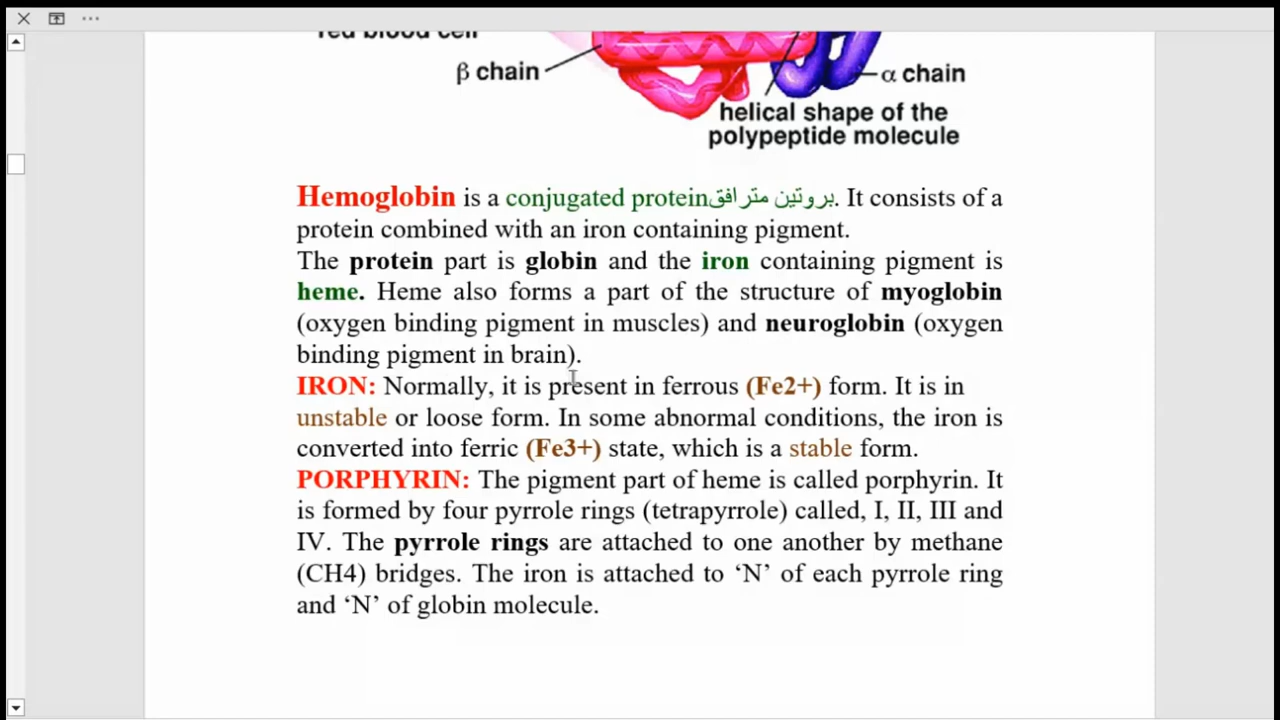 red blood cell
β chain
α chain
helical shape of the
polypeptide molecule
Hemoglobin is a conjugated protein بروتين مترافق. It consists of a
protein combined with an iron containing pigment.
The protein part is globin and the iron containing pigment is
heme. Heme also forms a part of the structure of myoglobin
(oxygen binding pigment in muscles) and neuroglobin (oxygen
binding pigment in brain).
IRON: Normally, it is present in ferrous (Fe2+) form. It is in
unstable or loose form. In some abnormal conditions, the iron is
converted into ferric (Fe3+) state, which is a stable form.
PORPHYRIN: The pigment part of heme is called porphyrin. It
is formed by four pyrrole rings (tetrapyrrole) called, I, II, III and
IV. The pyrrole rings are attached to one another by methane
(CH4) bridges. The iron is attached to ‘N’ of each pyrrole ring
and ‘N’ of globin molecule.